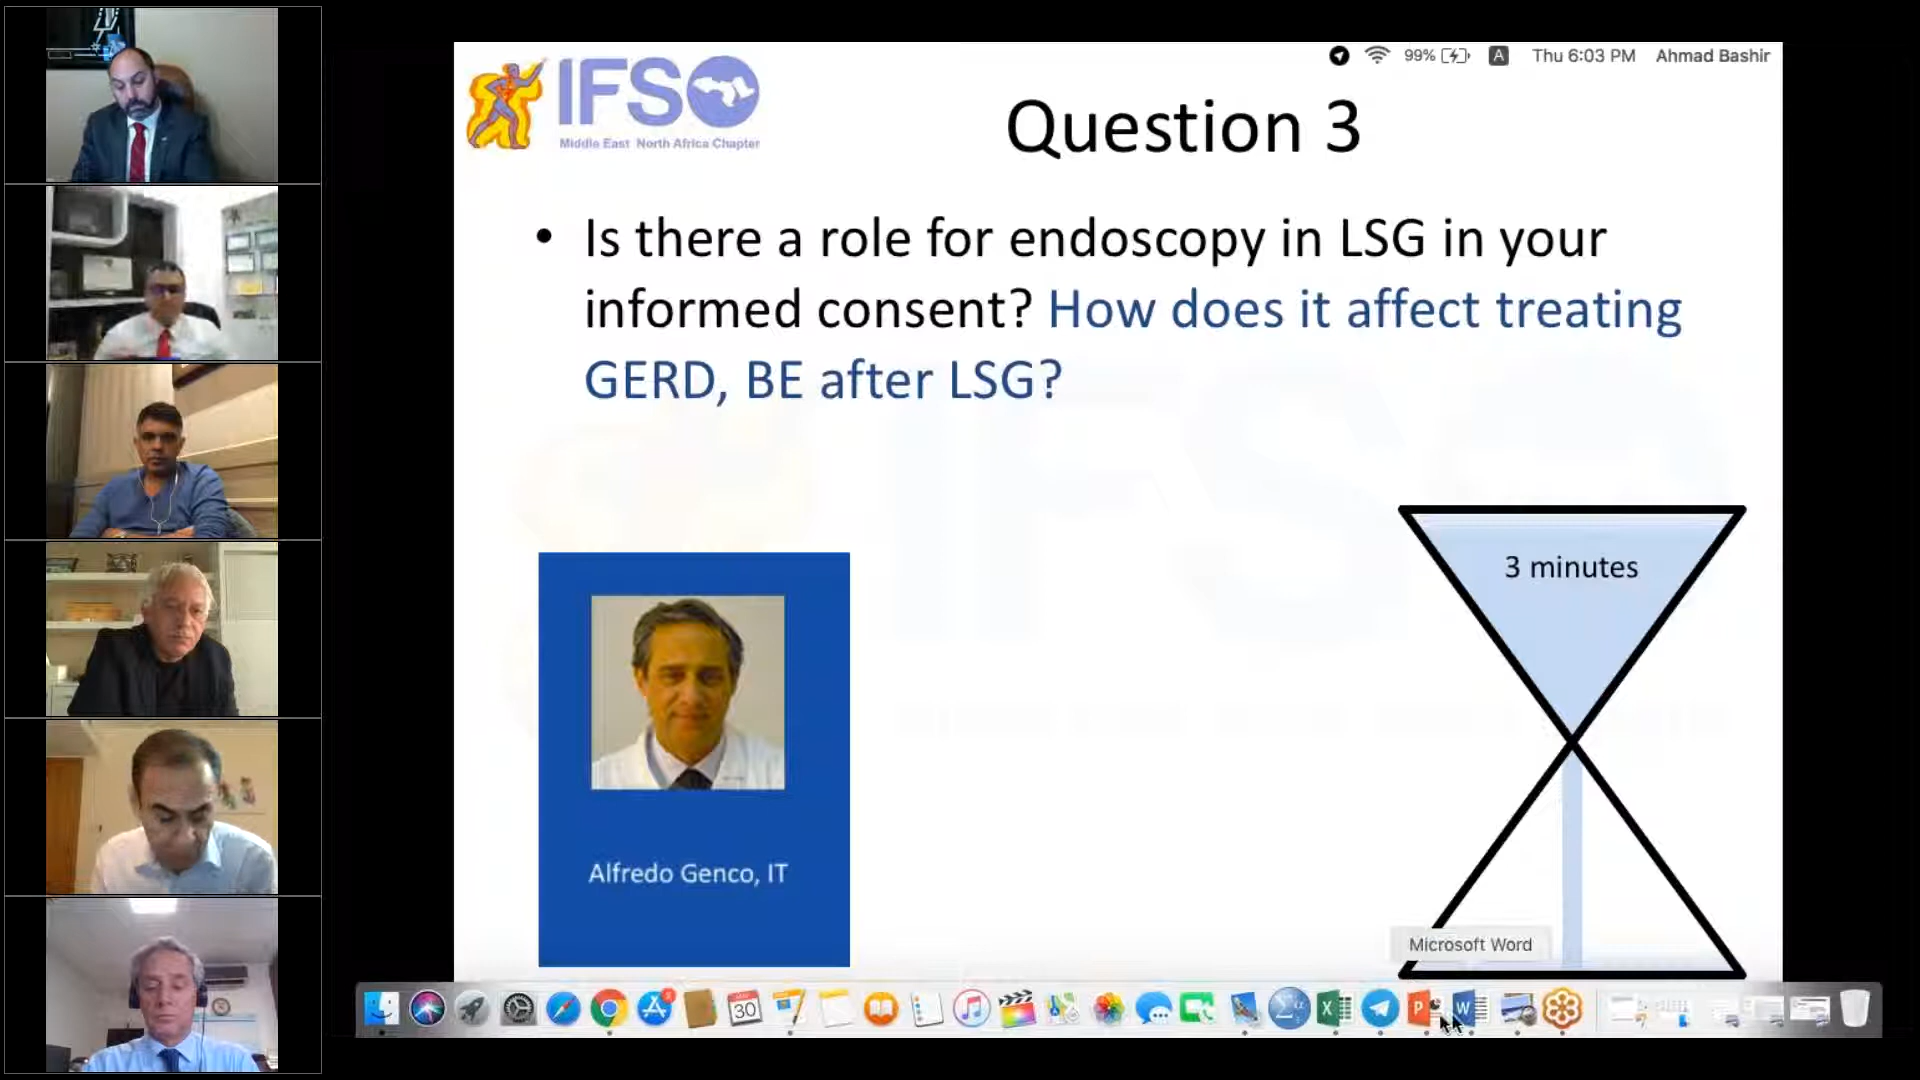 99%
A
Thu 6:03 PM
Ahmad Bashir
IFSO
Middle East North Africa Chapter
Question 3
• Is there a role for endoscopy in LSG in your
informed consent? How does it affect treating
GERD, BE after LSG?
3 minutes
Alfredo Genco, IT
Microsoft Word
30